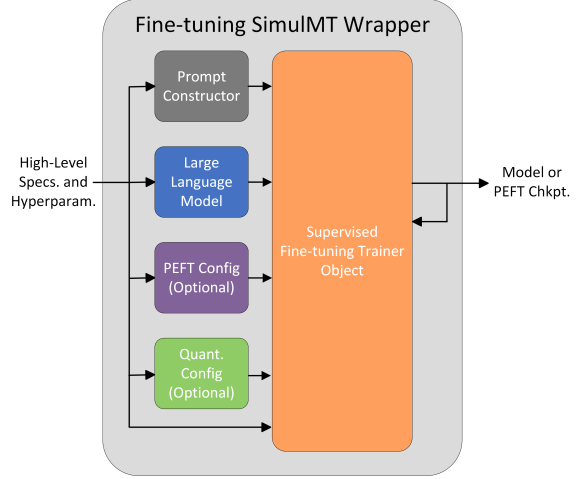 Fine-tuning SimulMT Wrapper
Prompt
Constructor
High-Level
Specs. and
Hyperparam.
Large
Language
Model
Model or
PEFT Chkpt.
Supervised
Fine-tuning Trainer
Object
PEFT Config
(Optional)
Quant.
Config
(Optional)